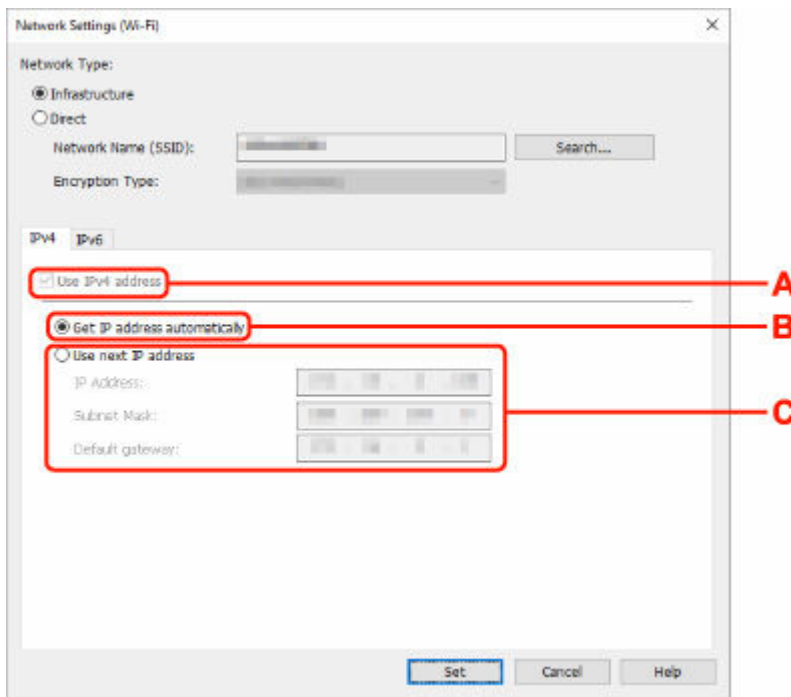 Network Settings (Wi-Fi)
Network Type:
Infrastructure
Direct
Network Name (SSID):
Search....
Encryption Type:
IPv4 IPv6
Use IPv4 address
A
Get IP address automatically
B
Use next IP address
IP Address:
Subnet Mask:
C
Default gateway:
Set Cancel Help